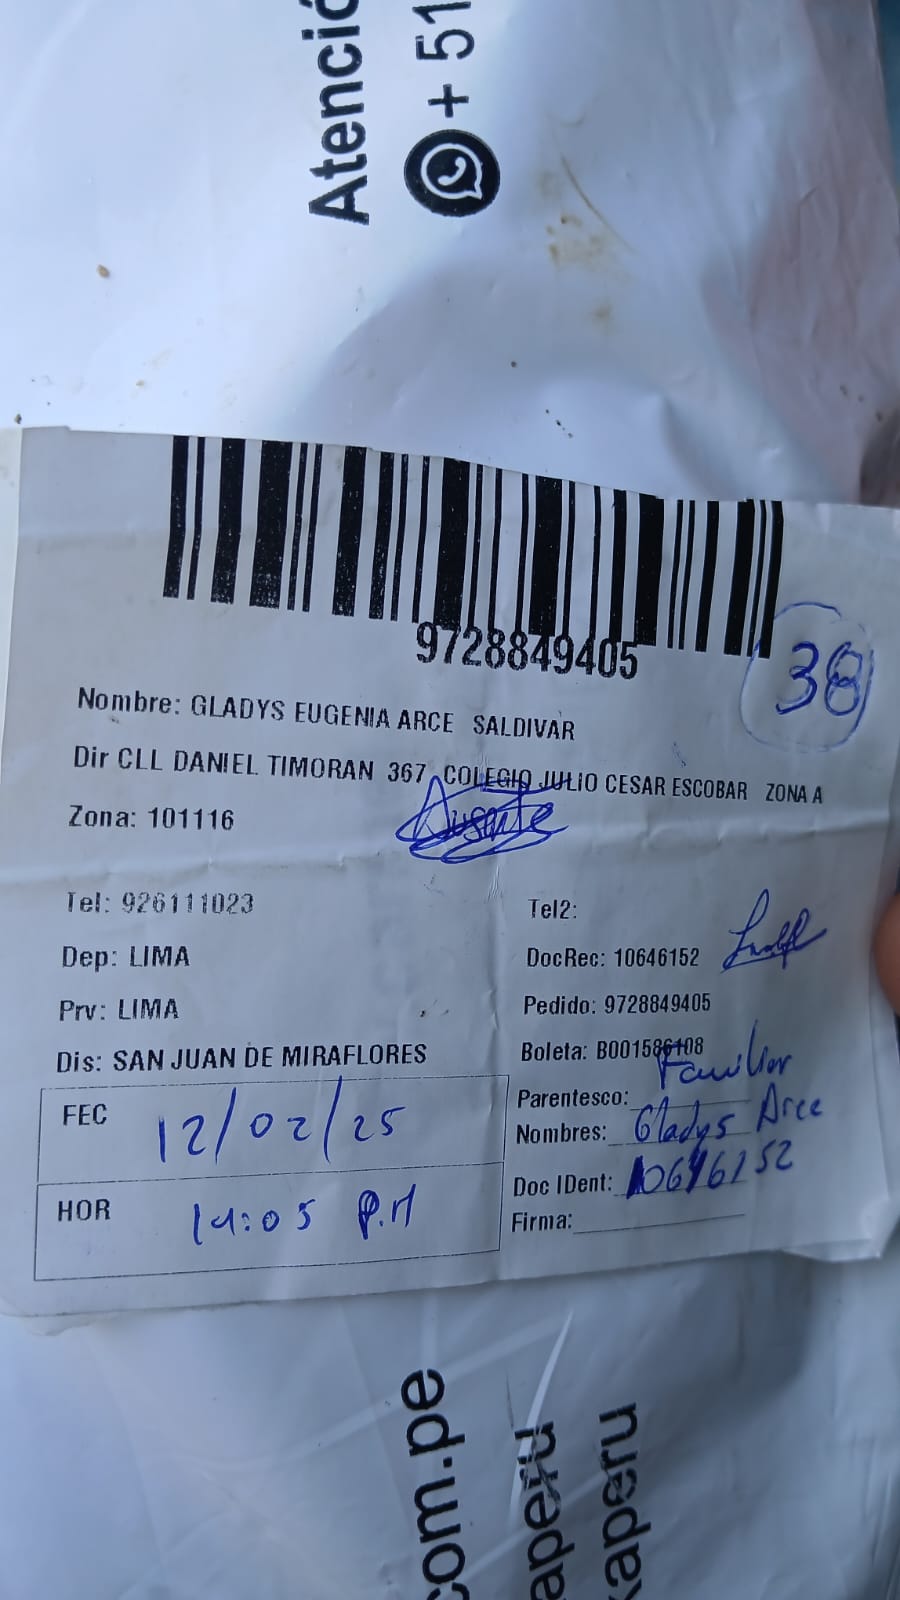 Atenció
+ 51
9728849405
38
Nombre: GLADYS EUGENIA ARCE SALDIVAR
Dir CLL DANIEL TIMORAN 367 COLEGIO JULIO CESAR ESCOBAR ZONA A
Zona: 101116
Ausente
Tel: 926111023
Tel2:
Dep: LIMA
DocRec: 10646152
Prv: LIMA
Pedido: 9728849405
Dis: SAN JUAN DE MIRAFLORES
Boleta: B001586108
FEC 12/02/25
Parentesco: Familiar
Nombres: Gladys Arce
HOR 14:05 P.M
Doc IDent: 10646152
Firma:
com.pe
aperu
kaperu